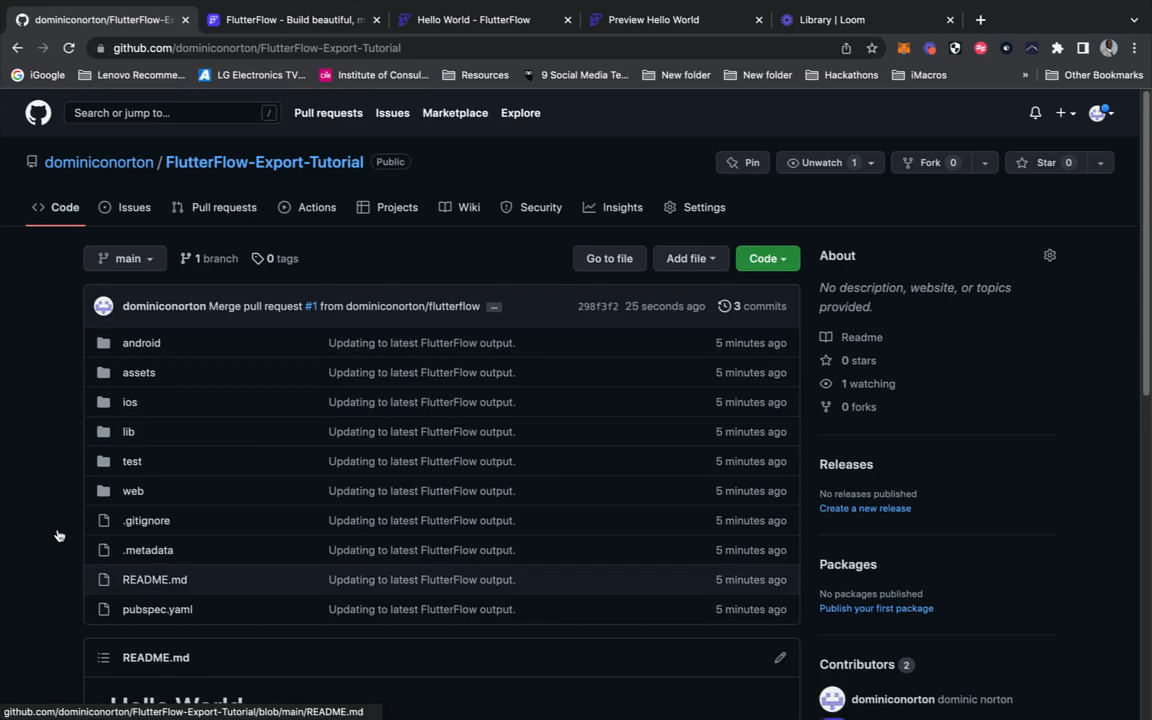 dominiconorton/FlutterFlow-Ex
FlutterFlow - Build beautiful, m
Hello World - FlutterFlow
Preview Hello World
Library | Loom
github.com/dominiconorton/FlutterFlow-Export-Tutorial
iGoogle
Lenovo Recomme...
LG Electronics TV...
Institute of Consul...
Resources
9 Social Media Te...
New folder
New folder
Hackathons
iMacros
»
Other Bookmarks
Search or jump to...
/
Pull requests
Issues
Marketplace
Explore
dominiconorton / FlutterFlow-Export-Tutorial
Public
Pin
Unwatch 1
Fork 0
Star 0
Code
Issues
Pull requests
Actions
Projects
Wiki
Security
Insights
Settings
main
1 branch
0 tags
Go to file
Add file
Code
dominiconorton Merge pull request #1 from dominiconorton/flutterflow ...
298f3f2 25 seconds ago
3 commits
android Updating to latest FlutterFlow output. 5 minutes ago
assets Updating to latest FlutterFlow output. 5 minutes ago
ios Updating to latest FlutterFlow output. 5 minutes ago
lib Updating to latest FlutterFlow output. 5 minutes ago
test Updating to latest FlutterFlow output. 5 minutes ago
web Updating to latest FlutterFlow output. 5 minutes ago
.gitignore Updating to latest FlutterFlow output. 5 minutes ago
.metadata Updating to latest FlutterFlow output. 5 minutes ago
README.md Updating to latest FlutterFlow output. 5 minutes ago
pubspec.yaml Updating to latest FlutterFlow output. 5 minutes ago
README.md
Hello World
About
No description, website, or topics
provided.
Readme
0 stars
1 watching
0 forks
Releases
No releases published
Create a new release
Packages
No packages published
Publish your first package
Contributors 2
dominiconorton dominic norton
github.com/dominiconorton/FlutterFlow-Export-Tutorial/blob/main/README.md